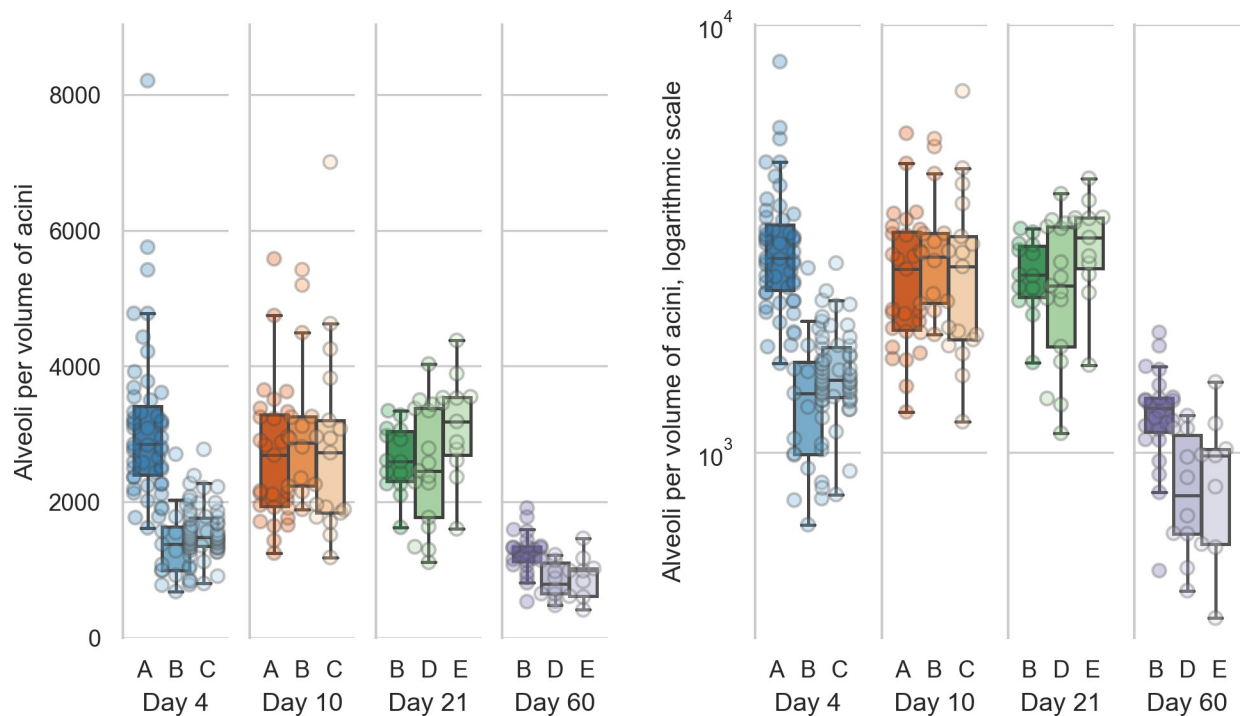 Alveoli per volume of acini
8000
6000
4000
2000
0
A B C
Day 4
A B C
Day 10
B D E
Day 21
B D E
Day 60
Alveoli per volume of acini, logarithmic scale
10^4
10^3
A B C
Day 4
A B C
Day 10
B D E
Day 21
B D E
Day 60